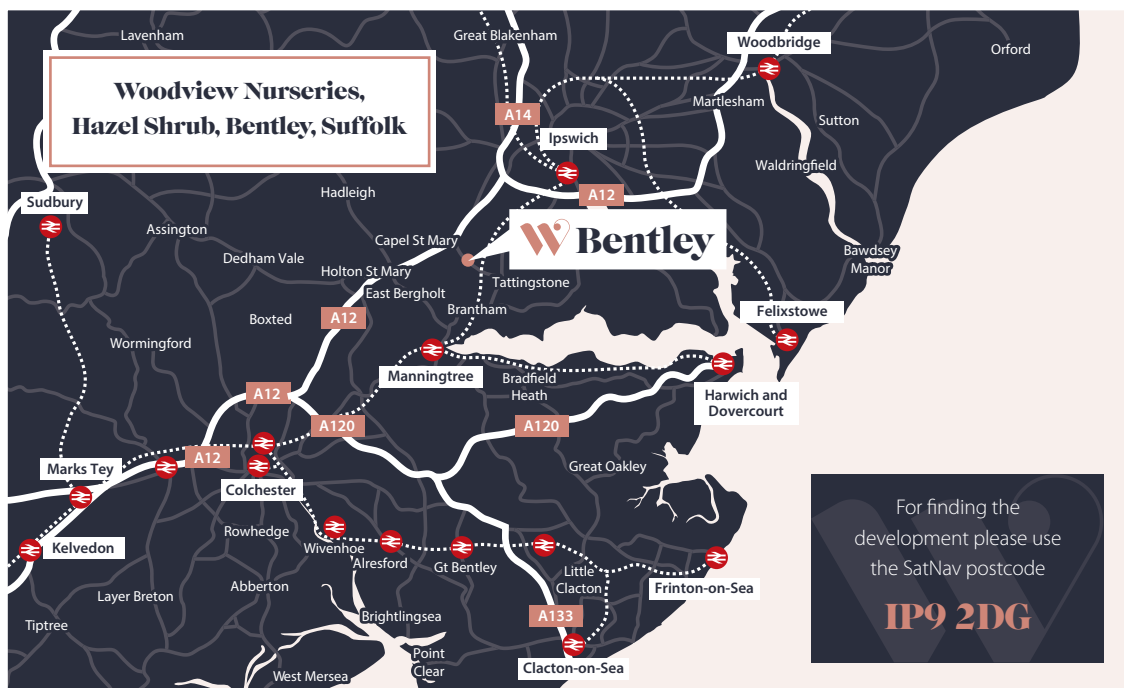 Lavenham
Great Blakenham
Woodbridge
Orford
Woodview Nurseries,
Hazel Shrub, Bentley, Suffolk
A14
Martlesham
Sutton
Ipswich
Waldringfield
Hadleigh
A12
Sudbury
Assington
Capel St Mary
W Bentley
Dedham Vale
Bawdsey
Manor
Holton St Mary
Tattingstone
East Bergholt
Brantham
Felixstowe
Boxted
A12
Wormingford
Manningtree
Bradfield
Heath
Harwich and
Dovercourt
A12
A120
A120
A12
Marks Tey
Great Oakley
Colchester
For finding the
development please use
the SatNav postcode
IP9 2DG
Rowhedge
Wivenhoe
Kelvedon
Alresford
Gt Bentley
Little
Clacton
Frinton-on-Sea
Abberton
Layer Breton
Brightlingsea
A133
Tiptree
Point
Clear
Clacton-on-Sea
West Mersea